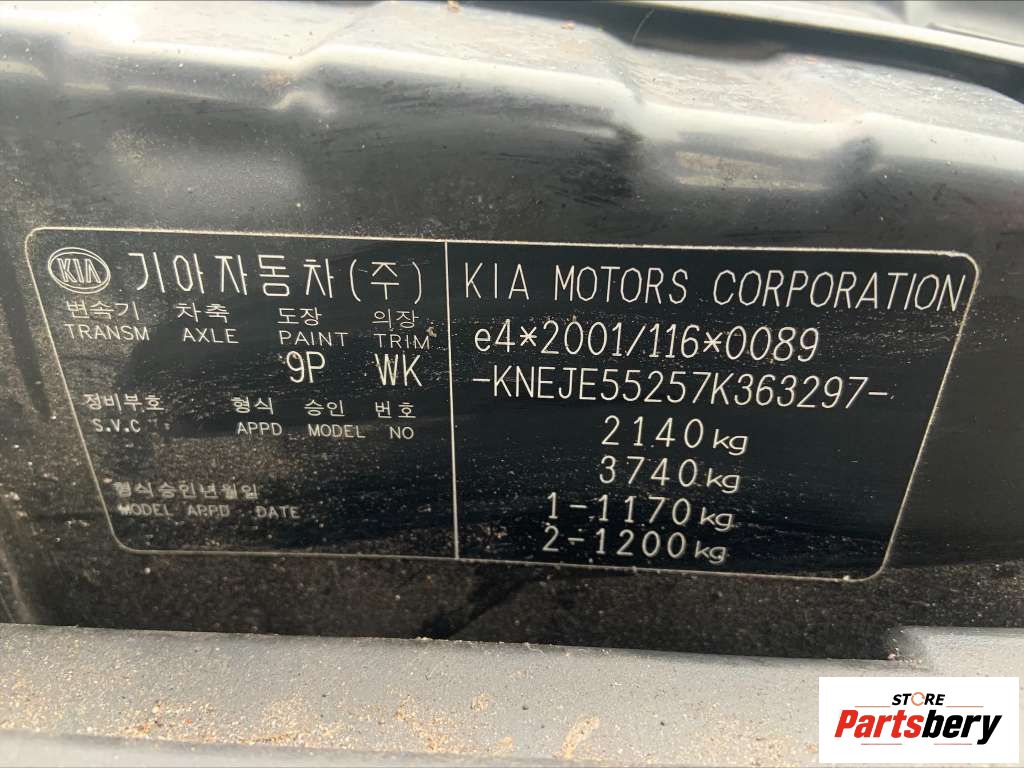 KIA 기아자동차(주)
변속기 차축 도장 의장
TRANSM AXLE PAINT TRIM
9P WK
정비부호 형식 승인 번호
S.V.C APPD MODEL NO
형식승인년월일
MODEL APPD DATE
KIA MOTORS CORPORATION
e4*2001/116*0089
-KNEJE55257K363297-
2140kg
3740kg
1-1170kg
2-1200kg
STORE
Partsbery